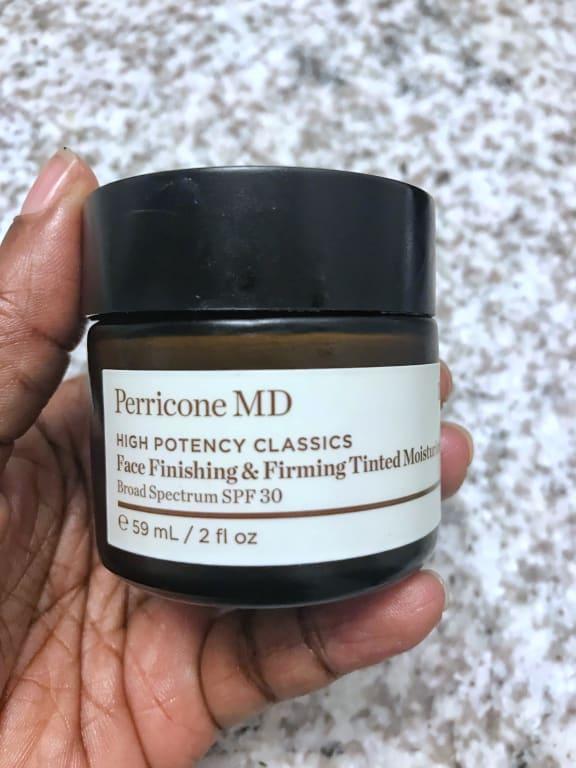 Perricone MD
HIGH POTENCY CLASSICS
Face Finishing & Firming Tinted
Broad Spectrum SPF 30
℮ 59 mL / 2 fl oz